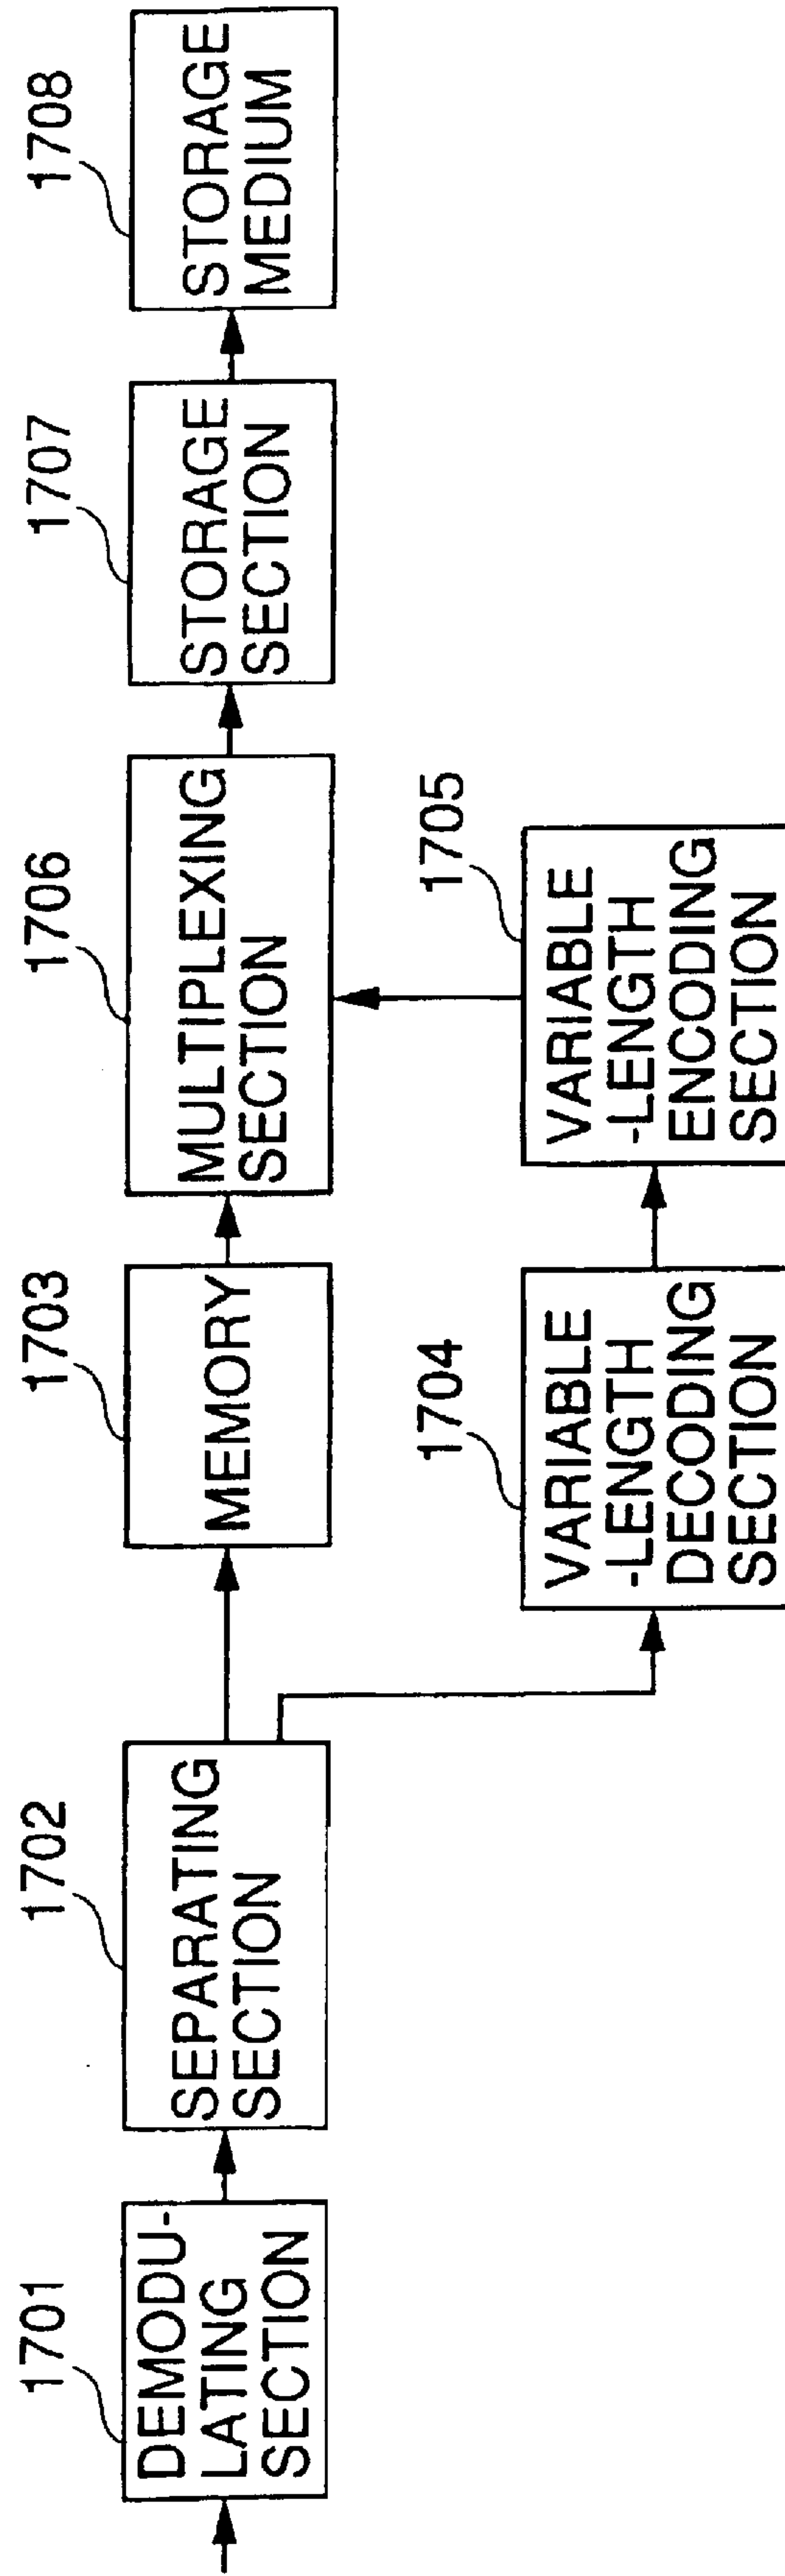 1701
DEMODU-
LATING
SECTION
1702
SEPARATING
SECTION
1703
MEMORY
1704
VARIABLE
-LENGTH
DECODING
SECTION
1705
VARIABLE
-LENGTH
ENCODING
SECTION
1706
MULTIPLEXING
SECTION
1707
STORAGE
SECTION
1708
STORAGE
MEDIUM